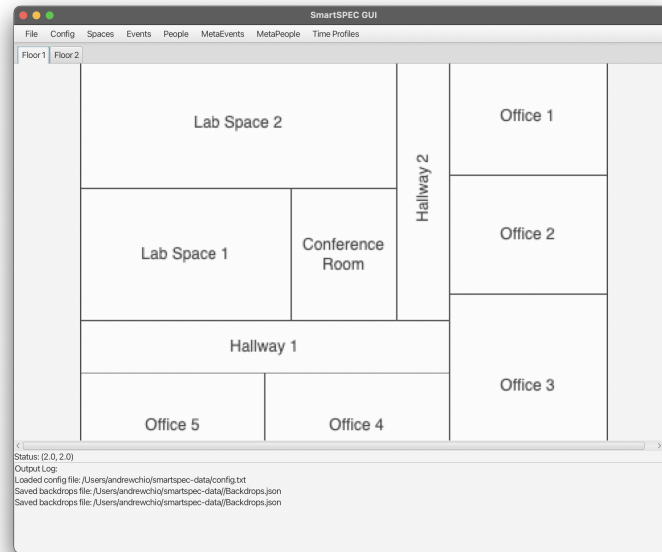 SmartSPEC GUI
File Config Spaces Events People MetaEvents MetaPeople Time Profiles
Floor 1 Floor 2
Lab Space 2
Hallway 2
Office 1
Office 2
Lab Space 1
Conference
Room
Hallway 1
Office 3
Office 5
Office 4
Status: (2.0, 2.0)
Output Log:
Loaded config file: /Users/andrewchio/smartspec-data/config.txt
Saved backdrops file: /Users/andrewchio/smartspec-data//Backdrops.json
Saved backdrops file: /Users/andrewchio/smartspec-data//Backdrops.json